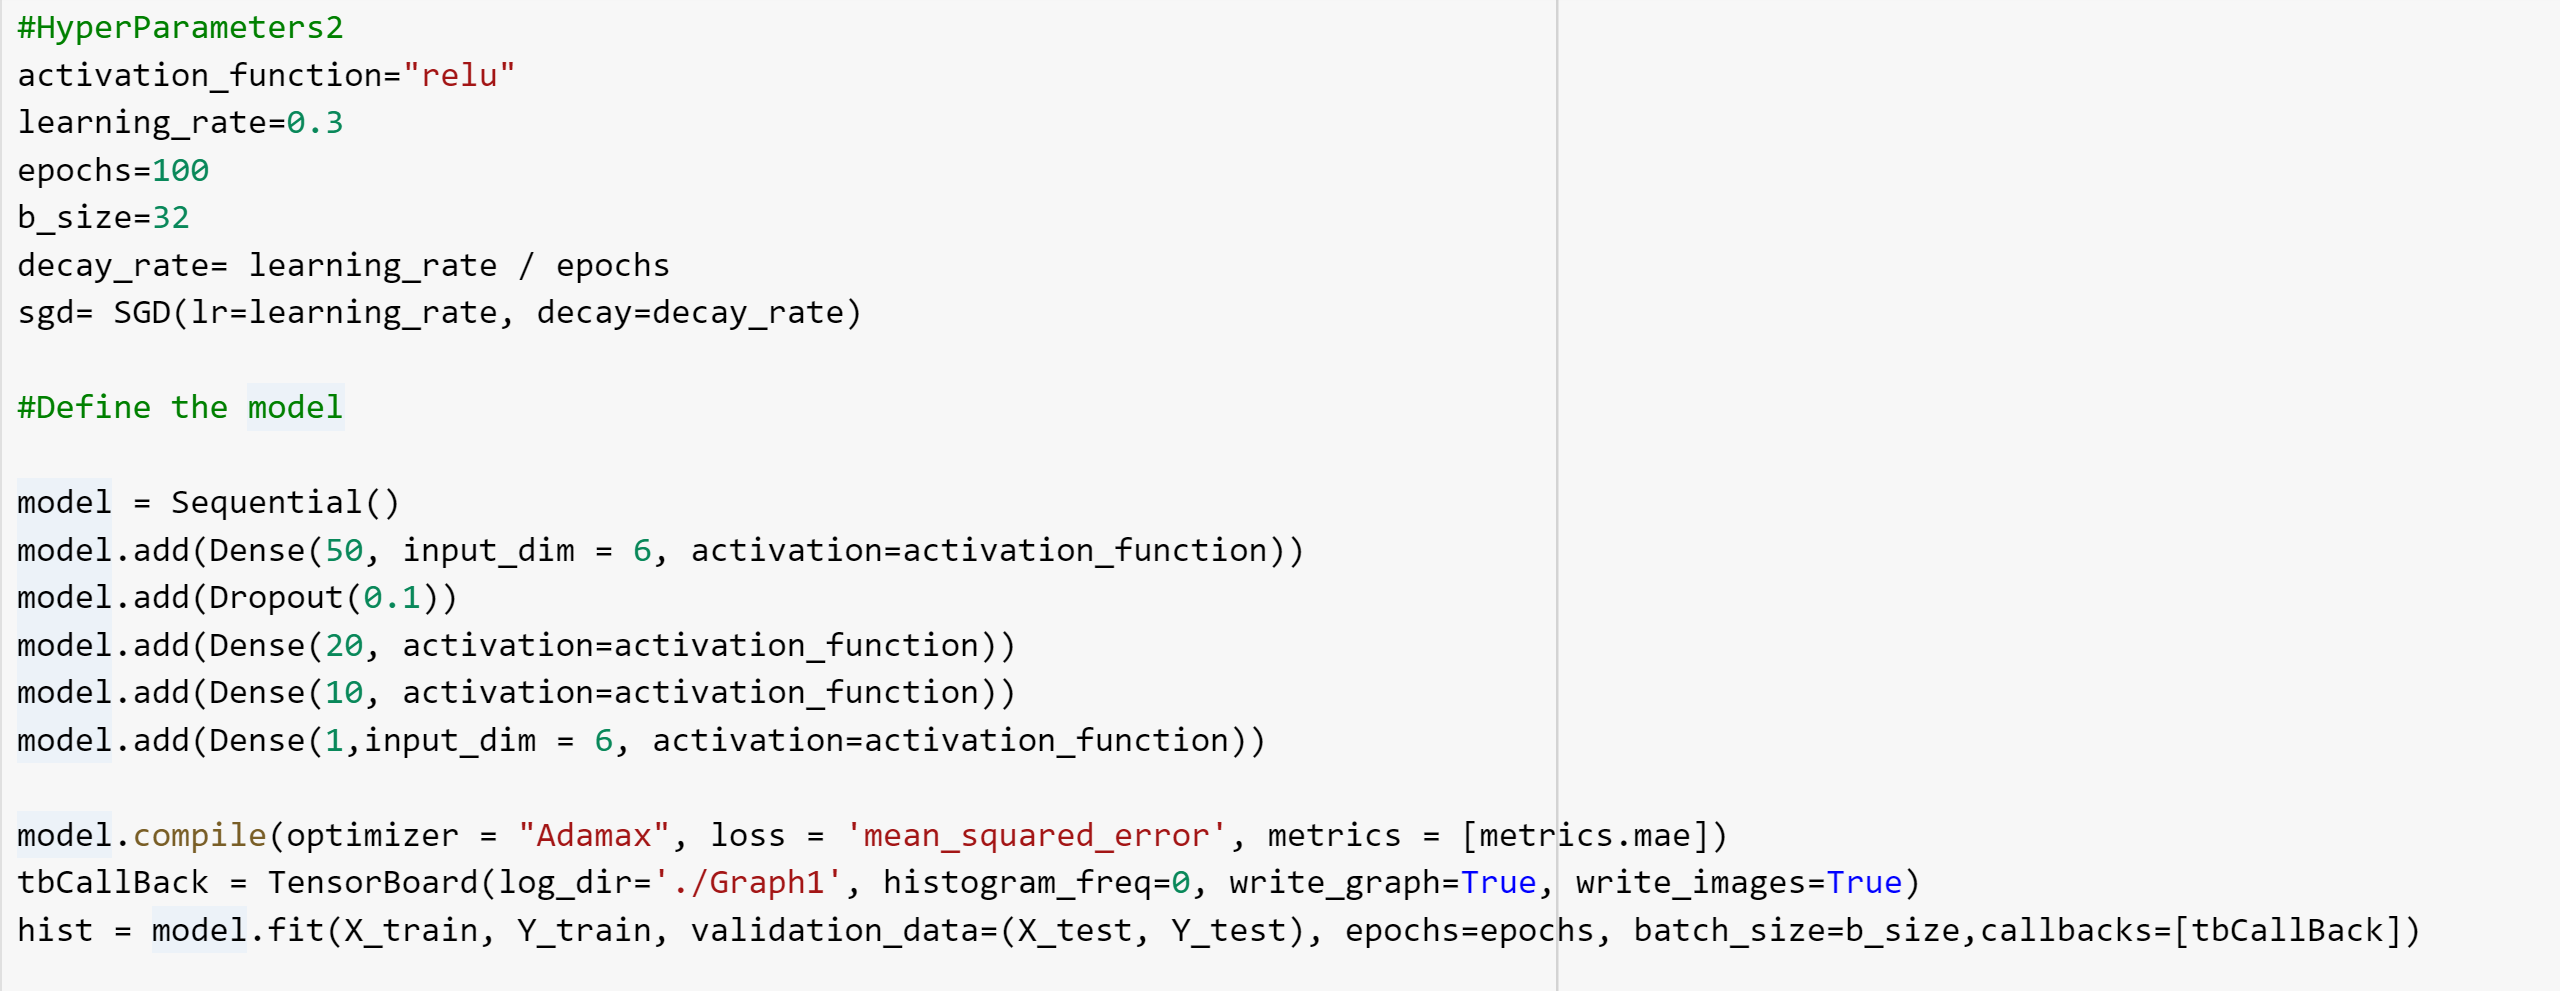 #HyperParameters2
activation_function="relu"
learning_rate=0.3
epochs=100
b_size=32
decay_rate= learning_rate / epochs
sgd= SGD(lr=learning_rate, decay=decay_rate)
#Define the model
model = Sequential()
model.add(Dense(50, input_dim = 6, activation=activation_function))
model.add(Dropout(0.1))
model.add(Dense(20, activation=activation_function))
model.add(Dense(10, activation=activation_function))
model.add(Dense(1,input_dim = 6, activation=activation_function))
model.compile(optimizer = "Adamax", loss = 'mean_squared_error', metrics = [metrics.mae])
tbCallBack = TensorBoard(log_dir='./Graph1', histogram_freq=0, write_graph=True, write_images=True)
hist = model.fit(X_train, Y_train, validation_data=(X_test, Y_test), epochs=epochs, batch_size=b_size,callbacks=[tbCallBack])